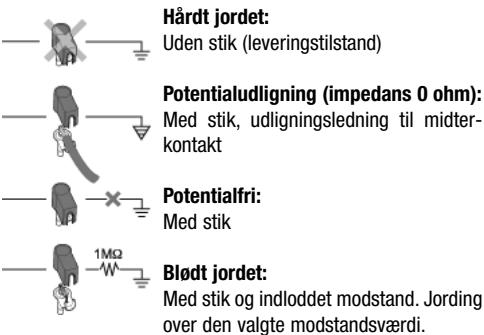 Hårdt jordet:
Uden stik (leveringstilstand)
Potentialudligning (impedans 0 ohm):
Med stik, udligningsledning til midter-
kontakt
Potentialfri:
Med stik
1MΩ
Blødt jordet:
Med stik og indloddet modstand. Jording
over den valgte modstandsværdi.